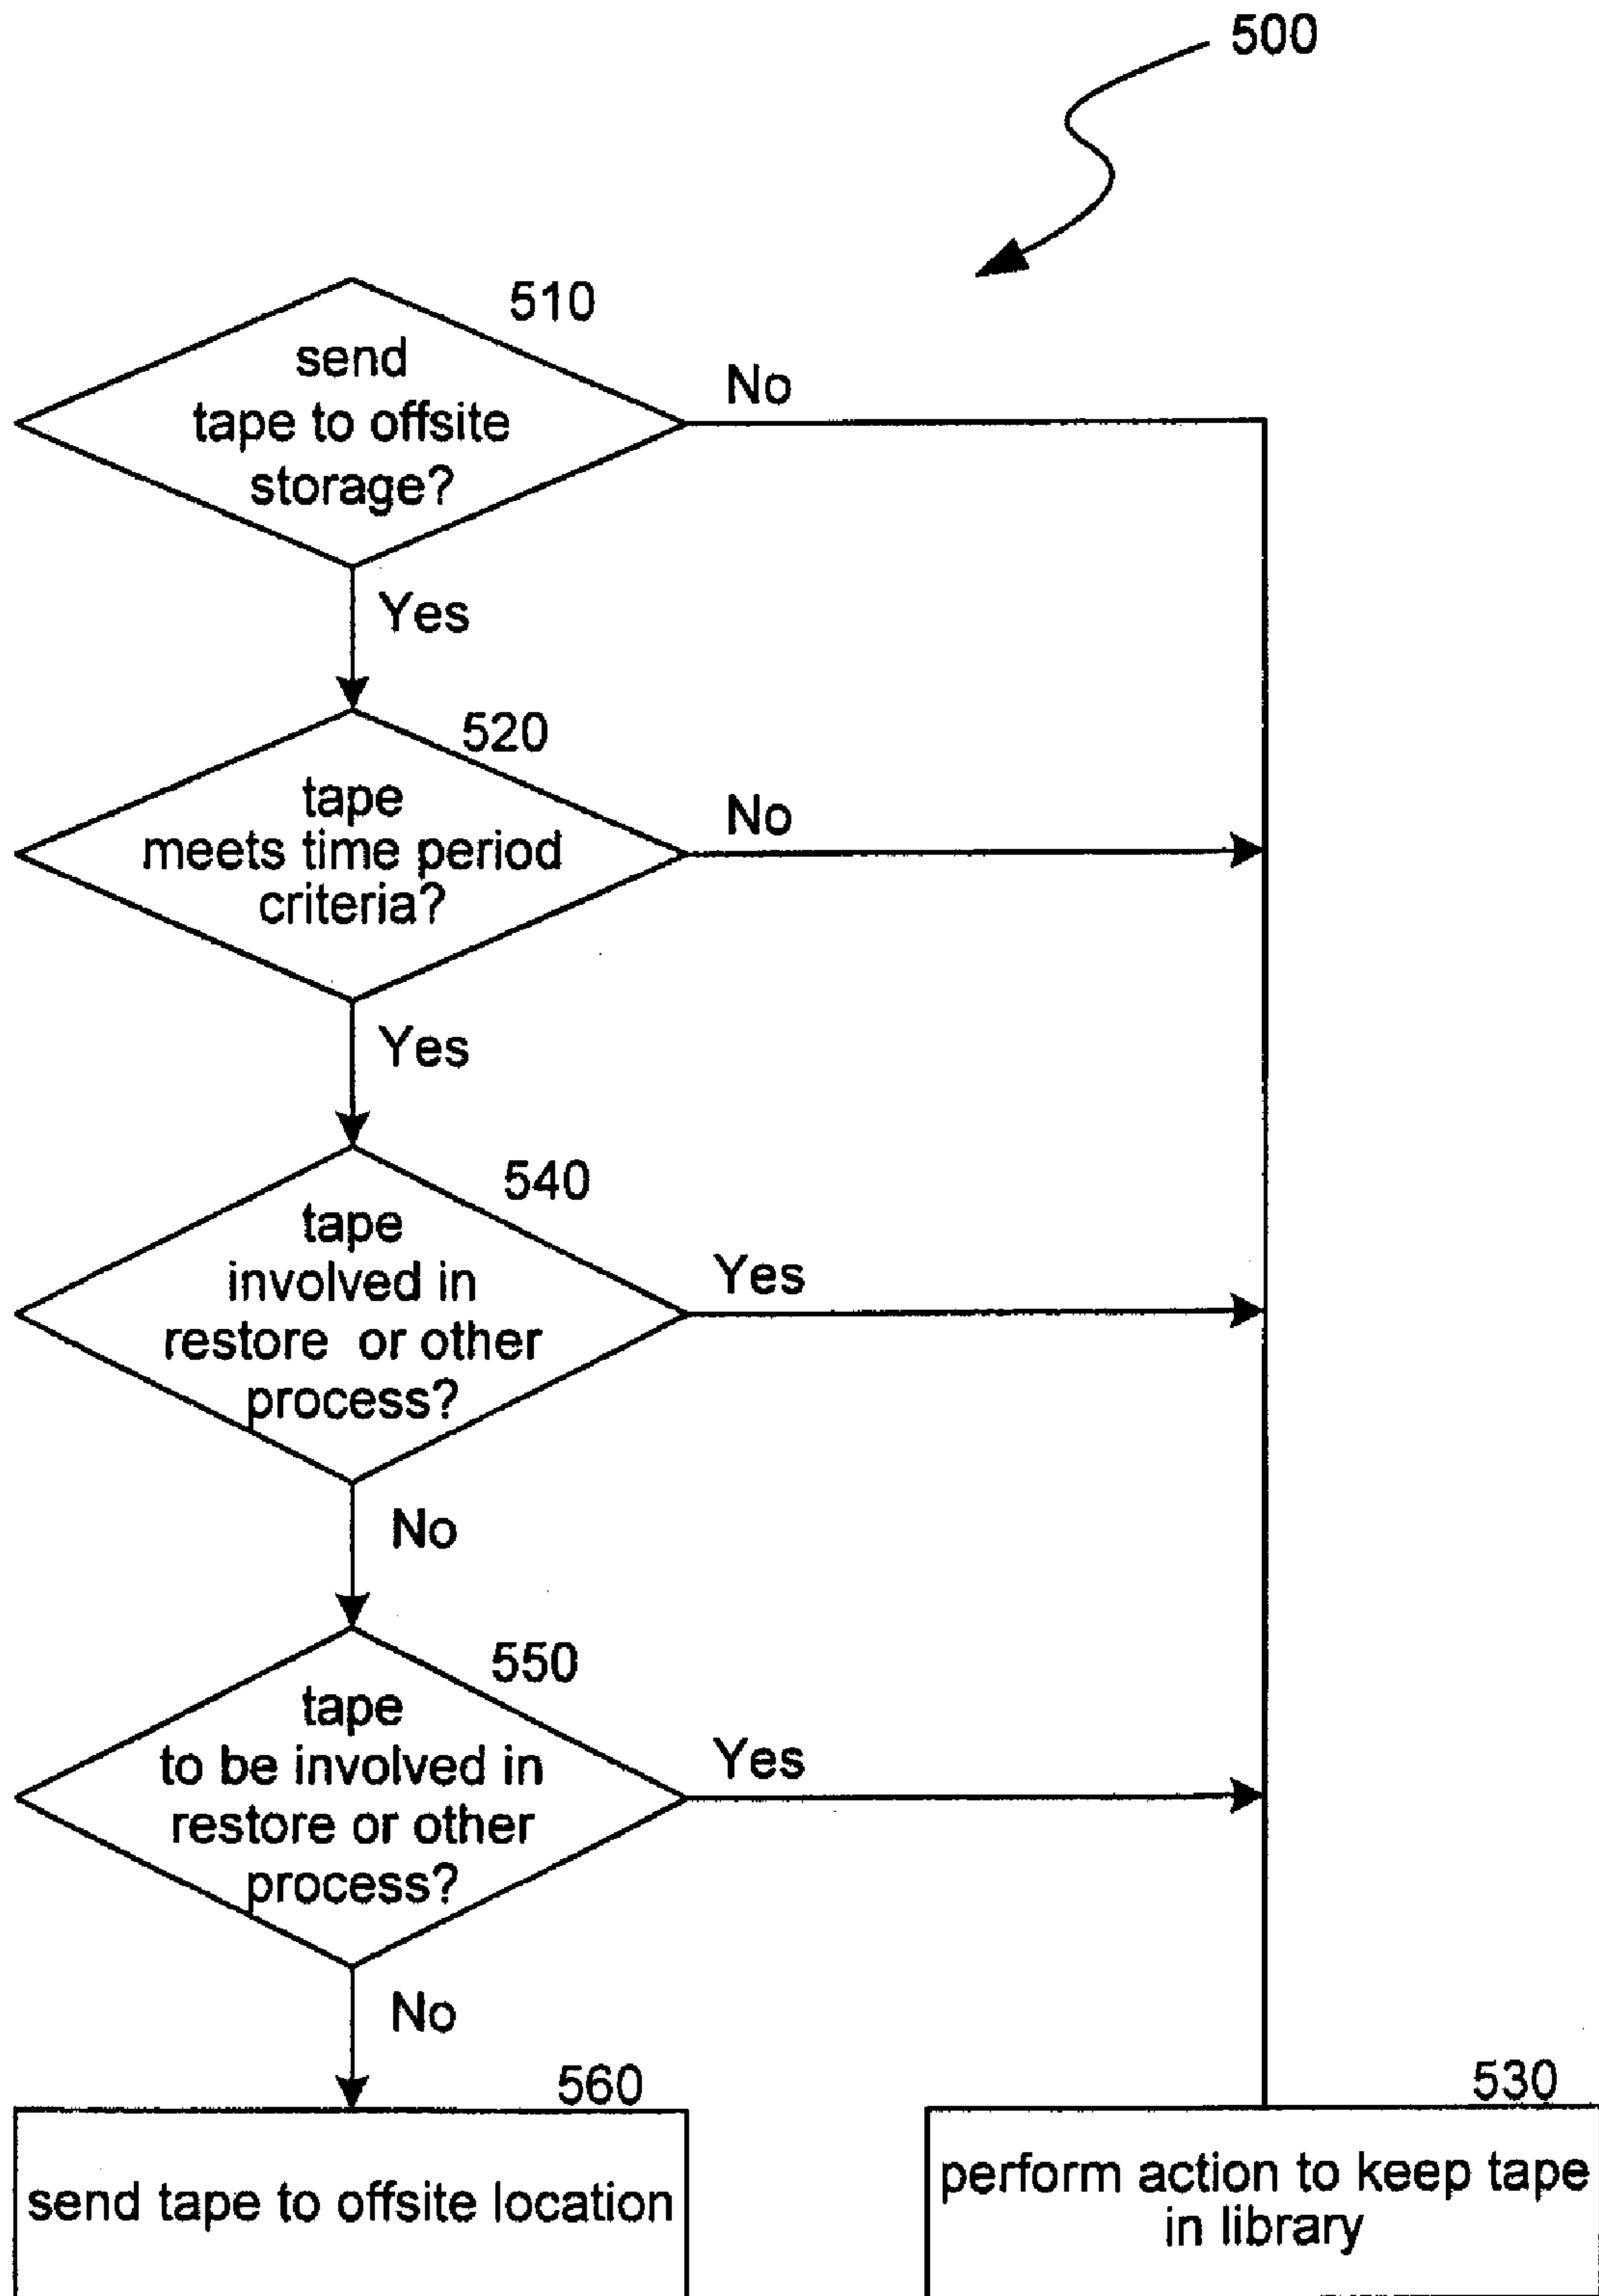 500
510
send
tape to offsite
storage?
No
Yes
520
tape
meets time period
criteria?
No
Yes
540
tape
involved in
restore or other
process?
Yes
No
550
tape
to be involved in
restore or other
process?
Yes
No
560
send tape to offsite location
530
perform action to keep tape
in library